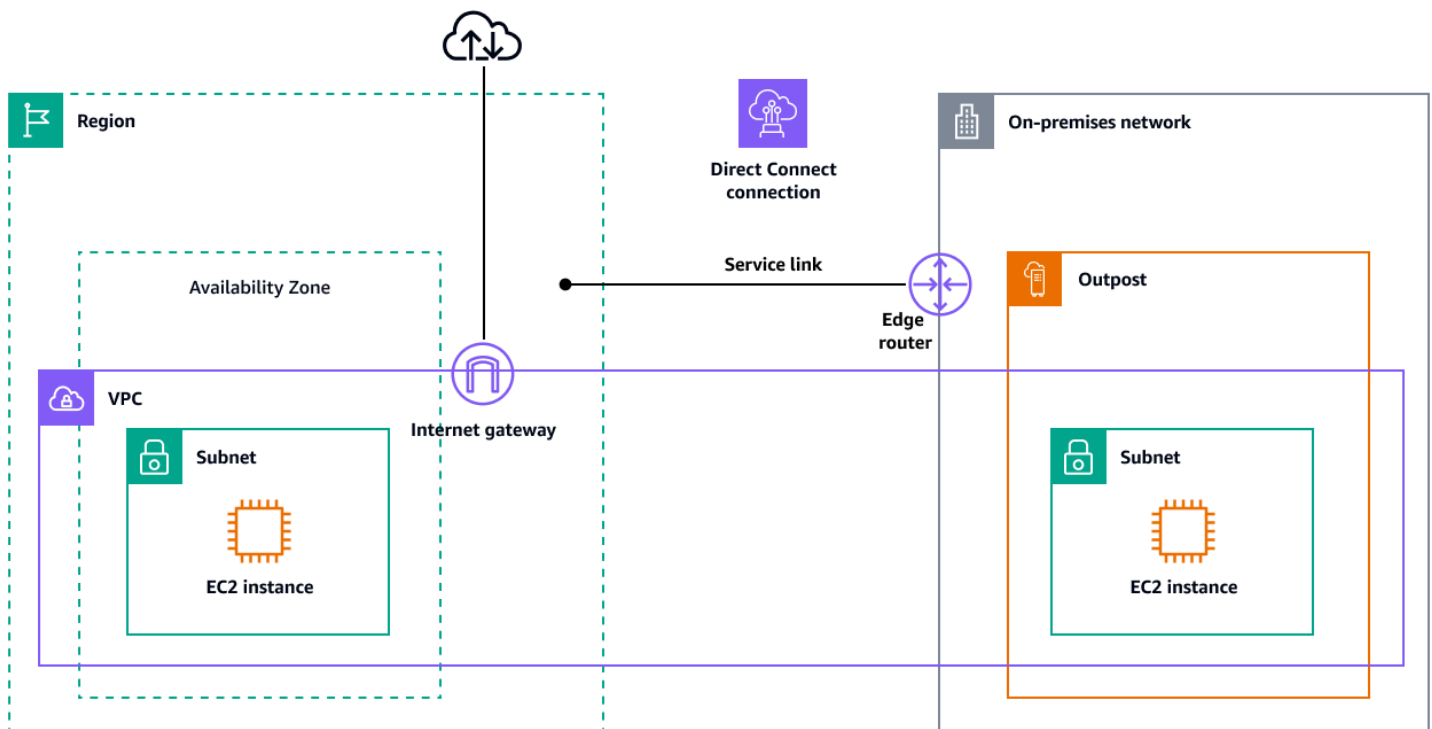 Region
Direct Connect
connection
On-premises network
Service link
Availability Zone
Outpost
Edge
router
VPC
Internet gateway
Subnet
EC2 instance
Subnet
EC2 instance